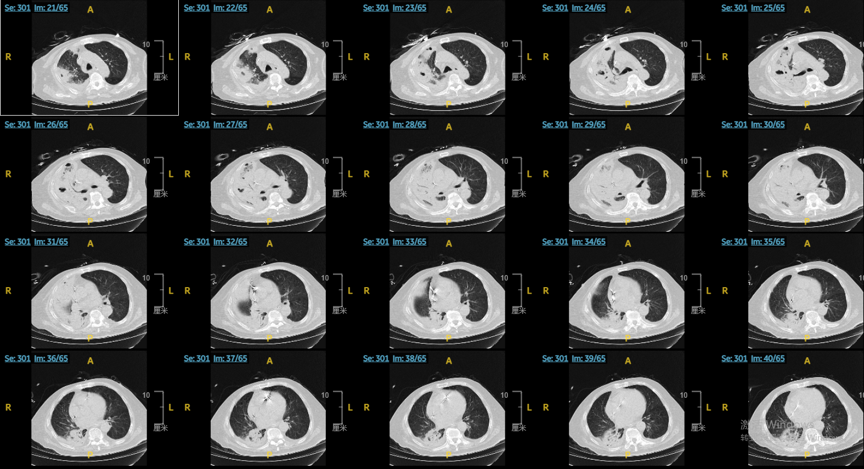 Se: 301 Im: 21/65 A
R 10 L
厘米
P
Se: 301 Im: 22/65 A
R 10 L
厘米
P
Se: 301 Im: 23/65 A
R 10 L
厘米
P
Se: 301 Im: 24/65 A
R 10 L
厘米
P
Se: 301 Im: 25/65 A
R 10
厘米
P
Se: 301 Im: 26/65 A
R 10 L
厘米
P
Se: 301 Im: 27/65 A
R 10 L
厘米
P
Se: 301 Im: 28/65 A
R 10 L
厘米
P
Se: 301 Im: 29/65 A
R 10 L
厘米
P
Se: 301 Im: 30/65 A
R 10
厘米
P
Se: 301 Im: 31/65 A
R 10 L
厘米
P
Se: 301 Im: 32/65 A
R 10 L
厘米
P
Se: 301 Im: 33/65 A
R 10 L
厘米
P
Se: 301 Im: 34/65 A
R 10 L
厘米
P
Se: 301 Im: 35/65 A
R 10
厘米
P
Se: 301 Im: 36/65 A
R 10 L
厘米
P
Se: 301 Im: 37/65 A
R 10 L
厘米
P
Se: 301 Im: 38/65 A
R 10 L
厘米
P
Se: 301 Im: 39/65 A
R 10 L
厘米
P
Se: 301 Im: 40/65 A
R 10
Windows
厘米
P